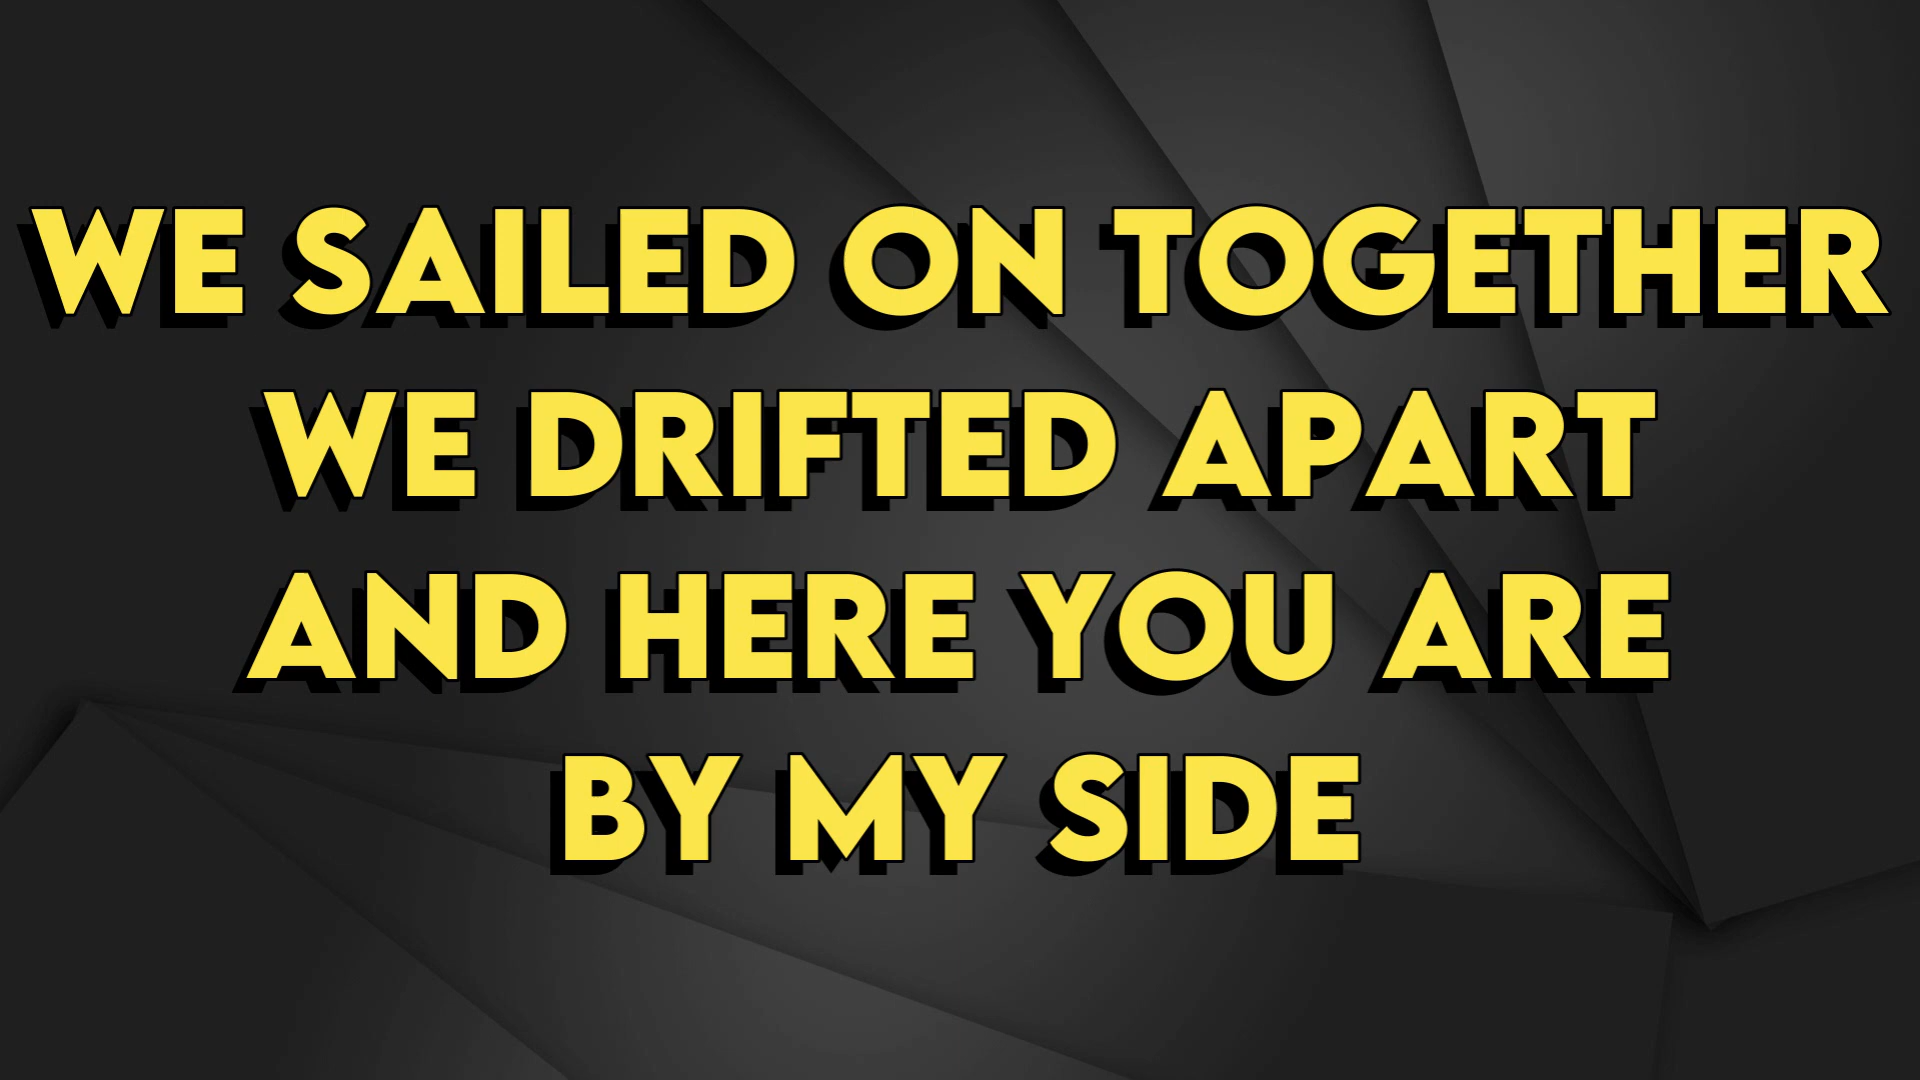 WE SAILED ON TOGETHER
WE DRIFTED APART
AND HERE YOU ARE
BY MY SIDE